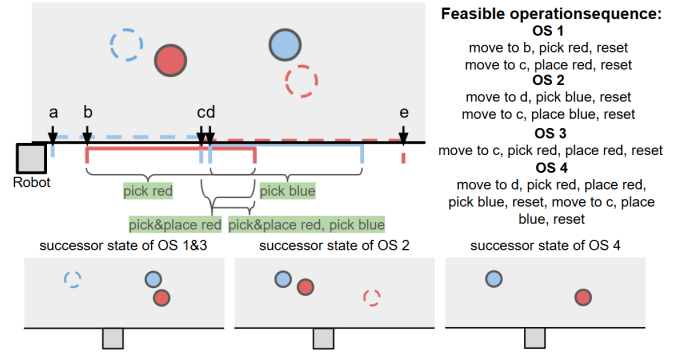 Feasible operationsequence:
OS 1
move to b, pick red, reset
move to c, place red, reset
OS 2
move to d, pick blue, reset
move to c, place blue, reset
OS 3
move to c, pick red, place red, reset
OS 4
move to d, pick red, place red,
pick blue, reset, move to c, place
blue, reset
a b cd e
Robot
pick red pick blue
pick&place red pick&place red, pick blue
successor state of OS 1&3 successor state of OS 2 successor state of OS 4